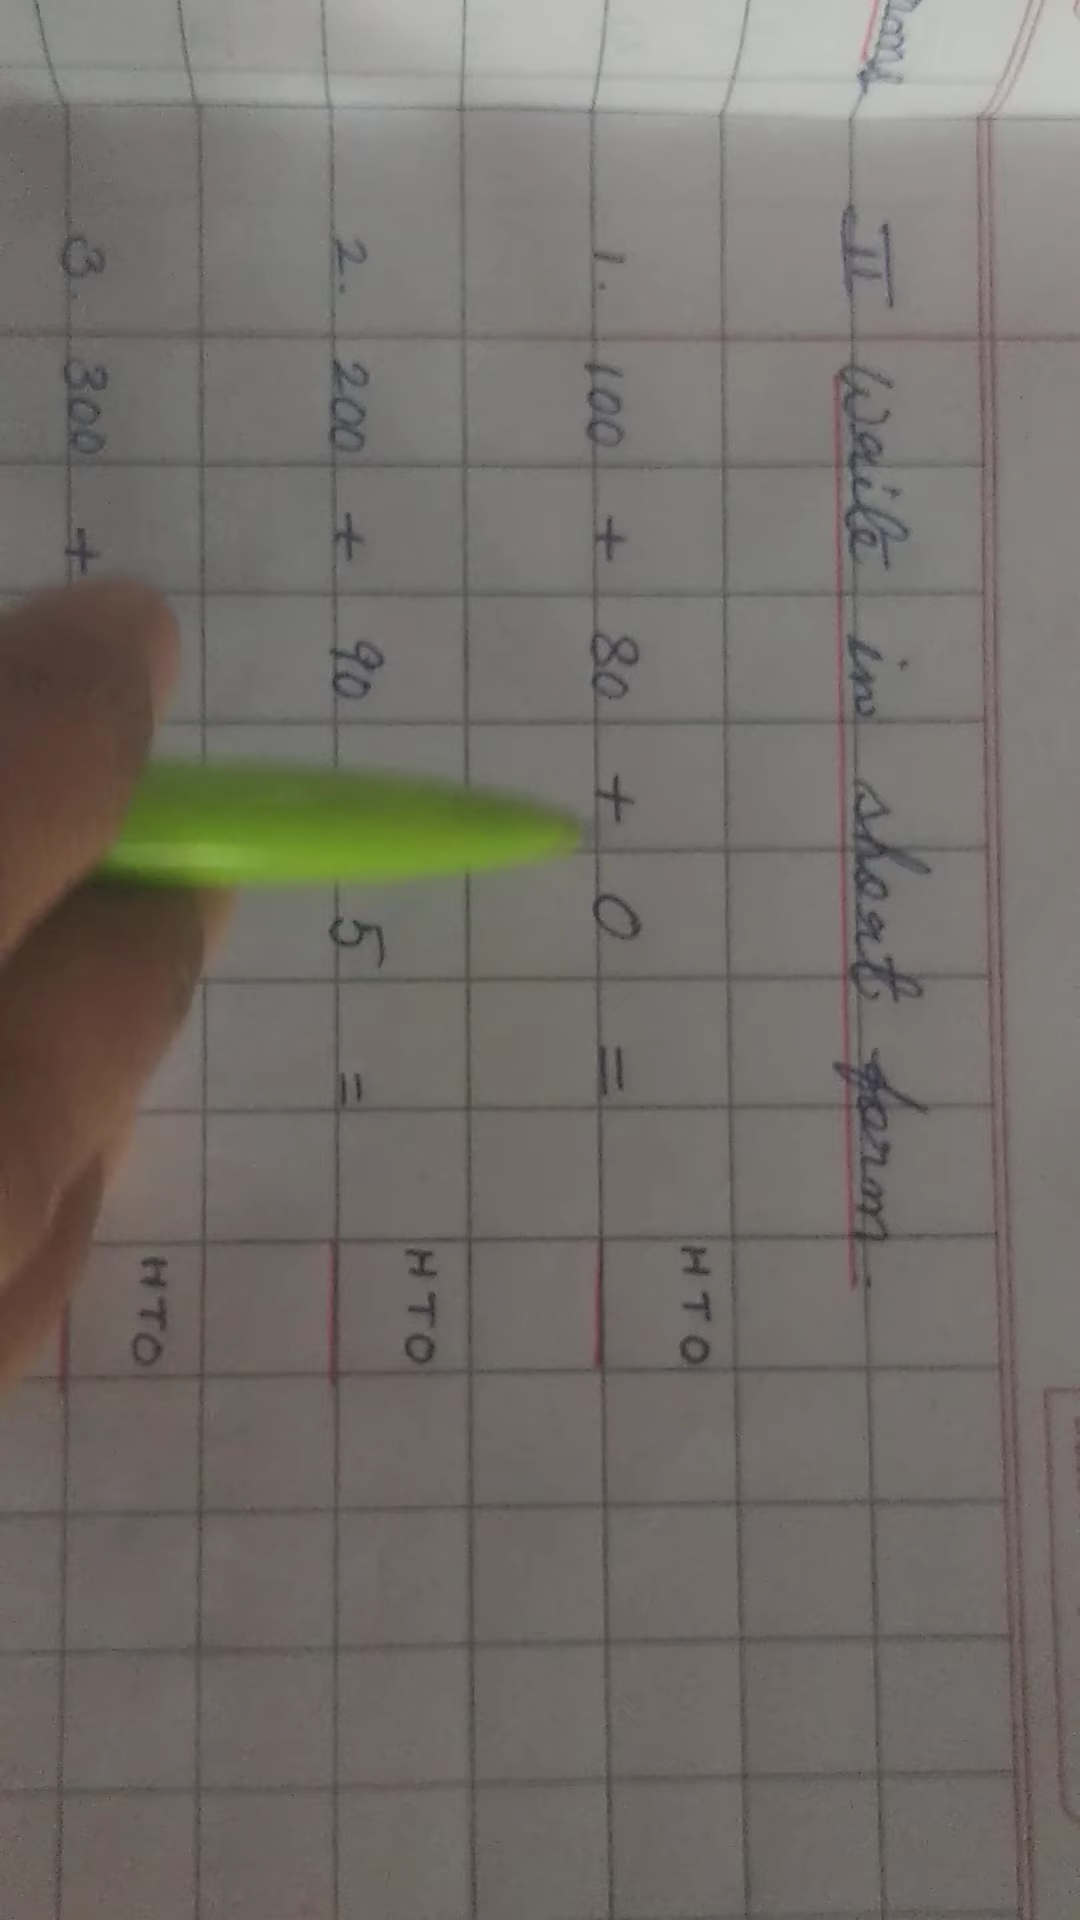 II Write in short form
H T O
1. 100 + 80 + 0 =
H T O
2. 200 + 90 5 =
H T O
3. 300 +